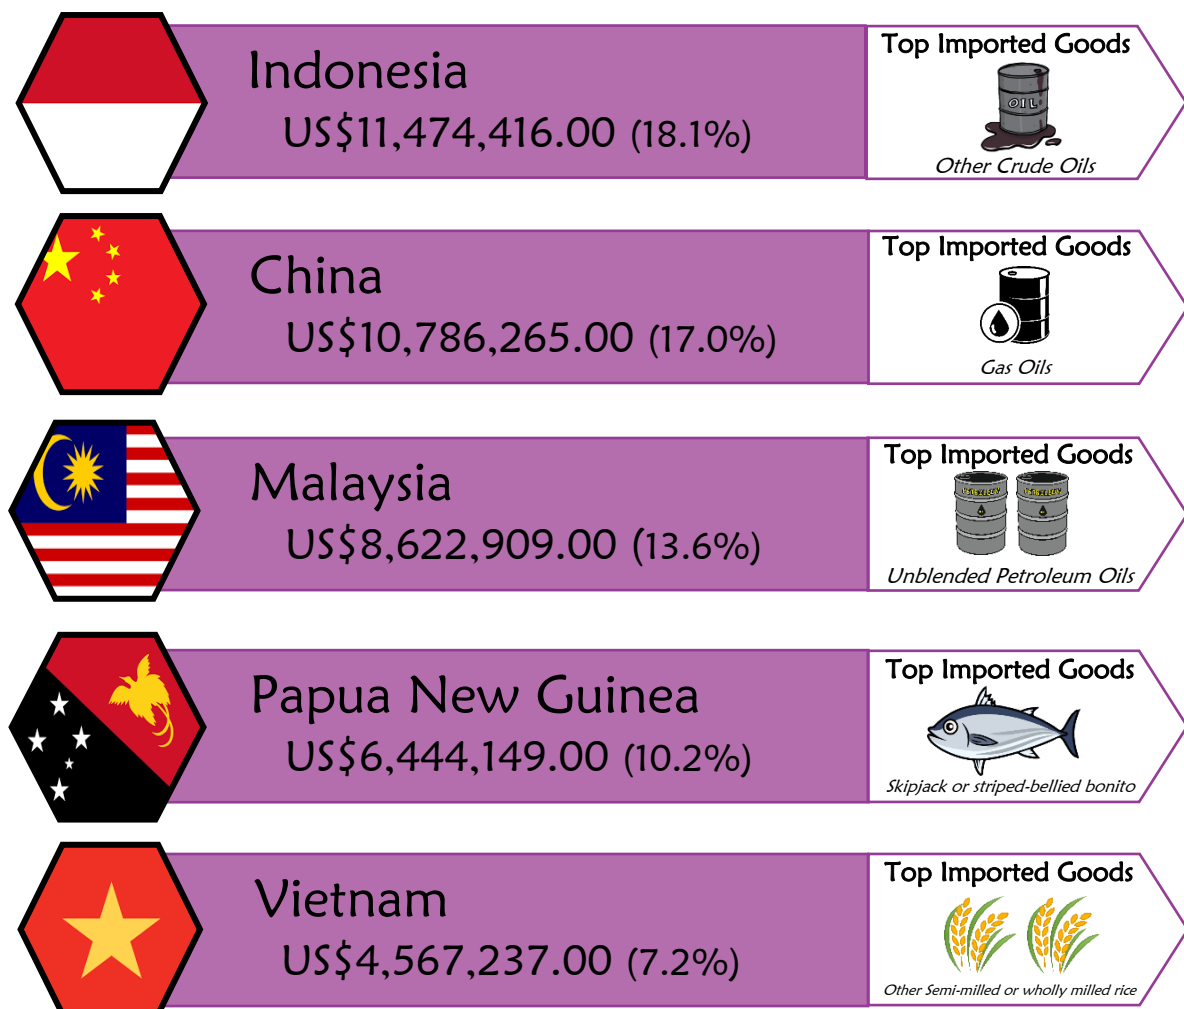 Indonesia
US$11,474,416.00 (18.1%)
Top Imported Goods
OIL
Other Crude Oils
China
US$10,786,265.00 (17.0%)
Top Imported Goods
Gas Oils
Malaysia
US$8,622,909.00 (13.6%)
Top Imported Goods
Unblended Petroleum Oils
Papua New Guinea
US$6,444,149.00 (10.2%)
Top Imported Goods
Skipjack or striped-bellied bonito
Vietnam
US$4,567,237.00 (7.2%)
Top Imported Goods
Other Semi-milled or wholly milled rice